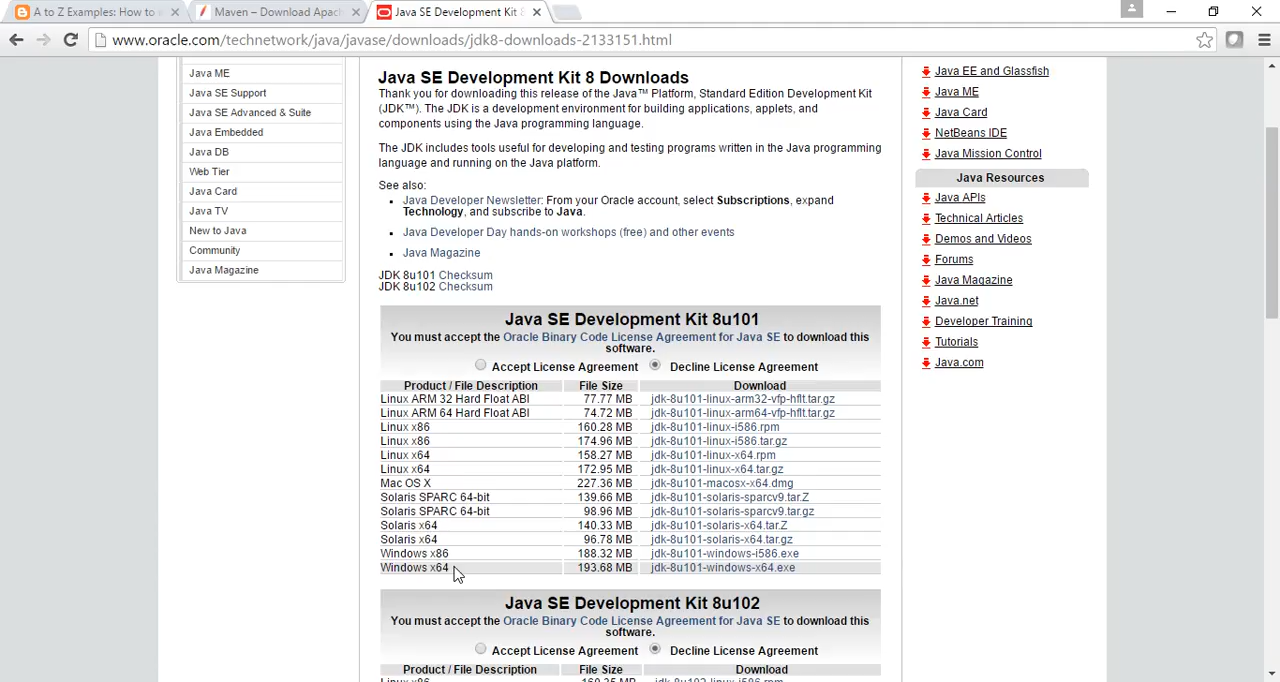 A to Z Examples: How to
Maven – Download Apac
Java SE Development Kit 8
www.oracle.com/technetwork/java/javase/downloads/jdk8-downloads-2133151.html
Java ME
Java SE Support
Java SE Advanced & Suite
Java Embedded
Java DB
Web Tier
Java Card
Java TV
New to Java
Community
Java Magazine
Java SE Development Kit 8 Downloads
Thank you for downloading this release of the Java™ Platform, Standard Edition Development Kit
(JDK™). The JDK is a development environment for building applications, applets, and
components using the Java programming language.
The JDK includes tools useful for developing and testing programs written in the Java programming
language and running on the Java platform.
See also:
Java Developer Newsletter: From your Oracle account, select Subscriptions, expand
Technology, and subscribe to Java.
Java Developer Day hands-on workshops (free) and other events
Java Magazine
JDK 8u101 Checksum
JDK 8u102 Checksum
Java SE Development Kit 8u101
You must accept the Oracle Binary Code License Agreement for Java SE to download this
software.
Accept License Agreement Decline License Agreement
Product / File Description File Size Download
Linux ARM 32 Hard Float ABI 77.77 MB jdk-8u101-linux-arm32-vfp-hflt.tar.gz
Linux ARM 64 Hard Float ABI 74.72 MB jdk-8u101-linux-arm64-vfp-hflt.tar.gz
Linux x86 160.28 MB jdk-8u101-linux-i586.rpm
Linux x86 174.96 MB jdk-8u101-linux-i586.tar.gz
Linux x64 158.27 MB jdk-8u101-linux-x64.rpm
Linux x64 172.95 MB jdk-8u101-linux-x64.tar.gz
Mac OS X 227.36 MB jdk-8u101-macosx-x64.dmg
Solaris SPARC 64-bit 139.66 MB jdk-8u101-solaris-sparcv9.tar.Z
Solaris SPARC 64-bit 98.96 MB jdk-8u101-solaris-sparcv9.tar.gz
Solaris x64 140.33 MB jdk-8u101-solaris-x64.tar.Z
Solaris x64 96.78 MB jdk-8u101-solaris-x64.tar.gz
Windows x86 188.32 MB jdk-8u101-windows-i586.exe
Windows x64 193.68 MB jdk-8u101-windows-x64.exe
Java SE Development Kit 8u102
You must accept the Oracle Binary Code License Agreement for Java SE to download this
software.
Accept License Agreement Decline License Agreement
Product / File Description File Size Download
Linux x86 160.35 MB jdk-8u102-linux-i586.rpm
Java EE and Glassfish
Java ME
Java Card
NetBeans IDE
Java Mission Control
Java Resources
Java APIs
Technical Articles
Demos and Videos
Forums
Java Magazine
Java.net
Developer Training
Tutorials
Java.com